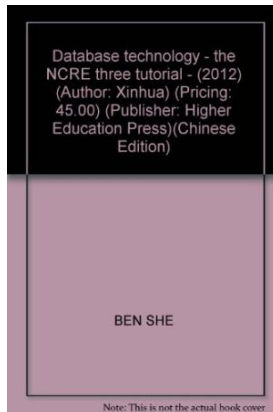 Database technology - the
NCRE three tutorial - (2012)
(Author: Xinhua) (Pricing:
45.00) (Publisher: Higher
Education Press)(Chinese
Edition)
BEN SHE
Note: This is not the actual book cover